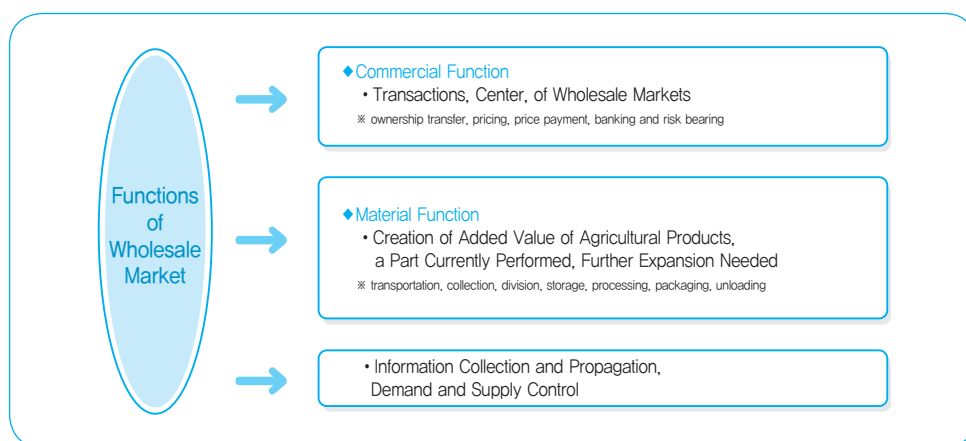 Functions
of
Wholesale
Market
◆Commercial Function
・Transactions, Center, of Wholesale Markets
※ ownership transfer, pricing, price payment, banking and risk bearing
◆Material Function
・Creation of Added Value of Agricultural Products,
a Part Currently Performed, Further Expansion Needed
※ transportation, collection, division, storage, processing, packaging, unloading
・Information Collection and Propagation,
Demand and Supply Control